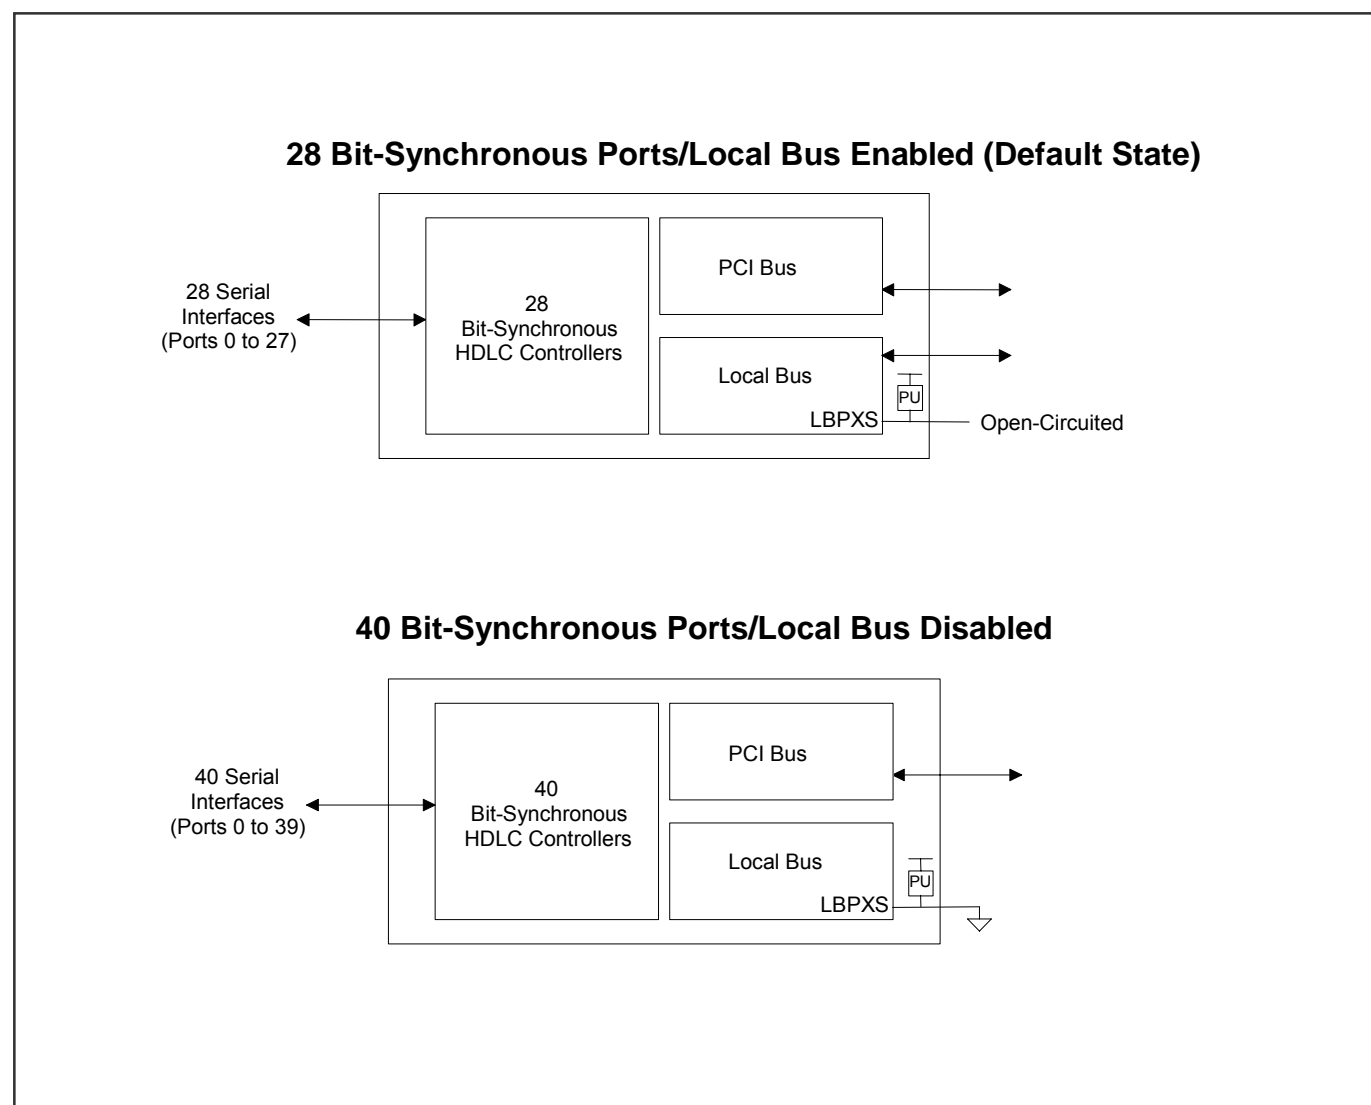 28 Bit-Synchronous Ports/Local Bus Enabled (Default State)
28 Serial
Interfaces
(Ports 0 to 27)
28
Bit-Synchronous
HDLC Controllers
PCI Bus
Local Bus
LBPXS
PU
Open-Circuited
40 Bit-Synchronous Ports/Local Bus Disabled
40 Serial
Interfaces
(Ports 0 to 39)
40
Bit-Synchronous
HDLC Controllers
PCI Bus
Local Bus
LBPXS
PU